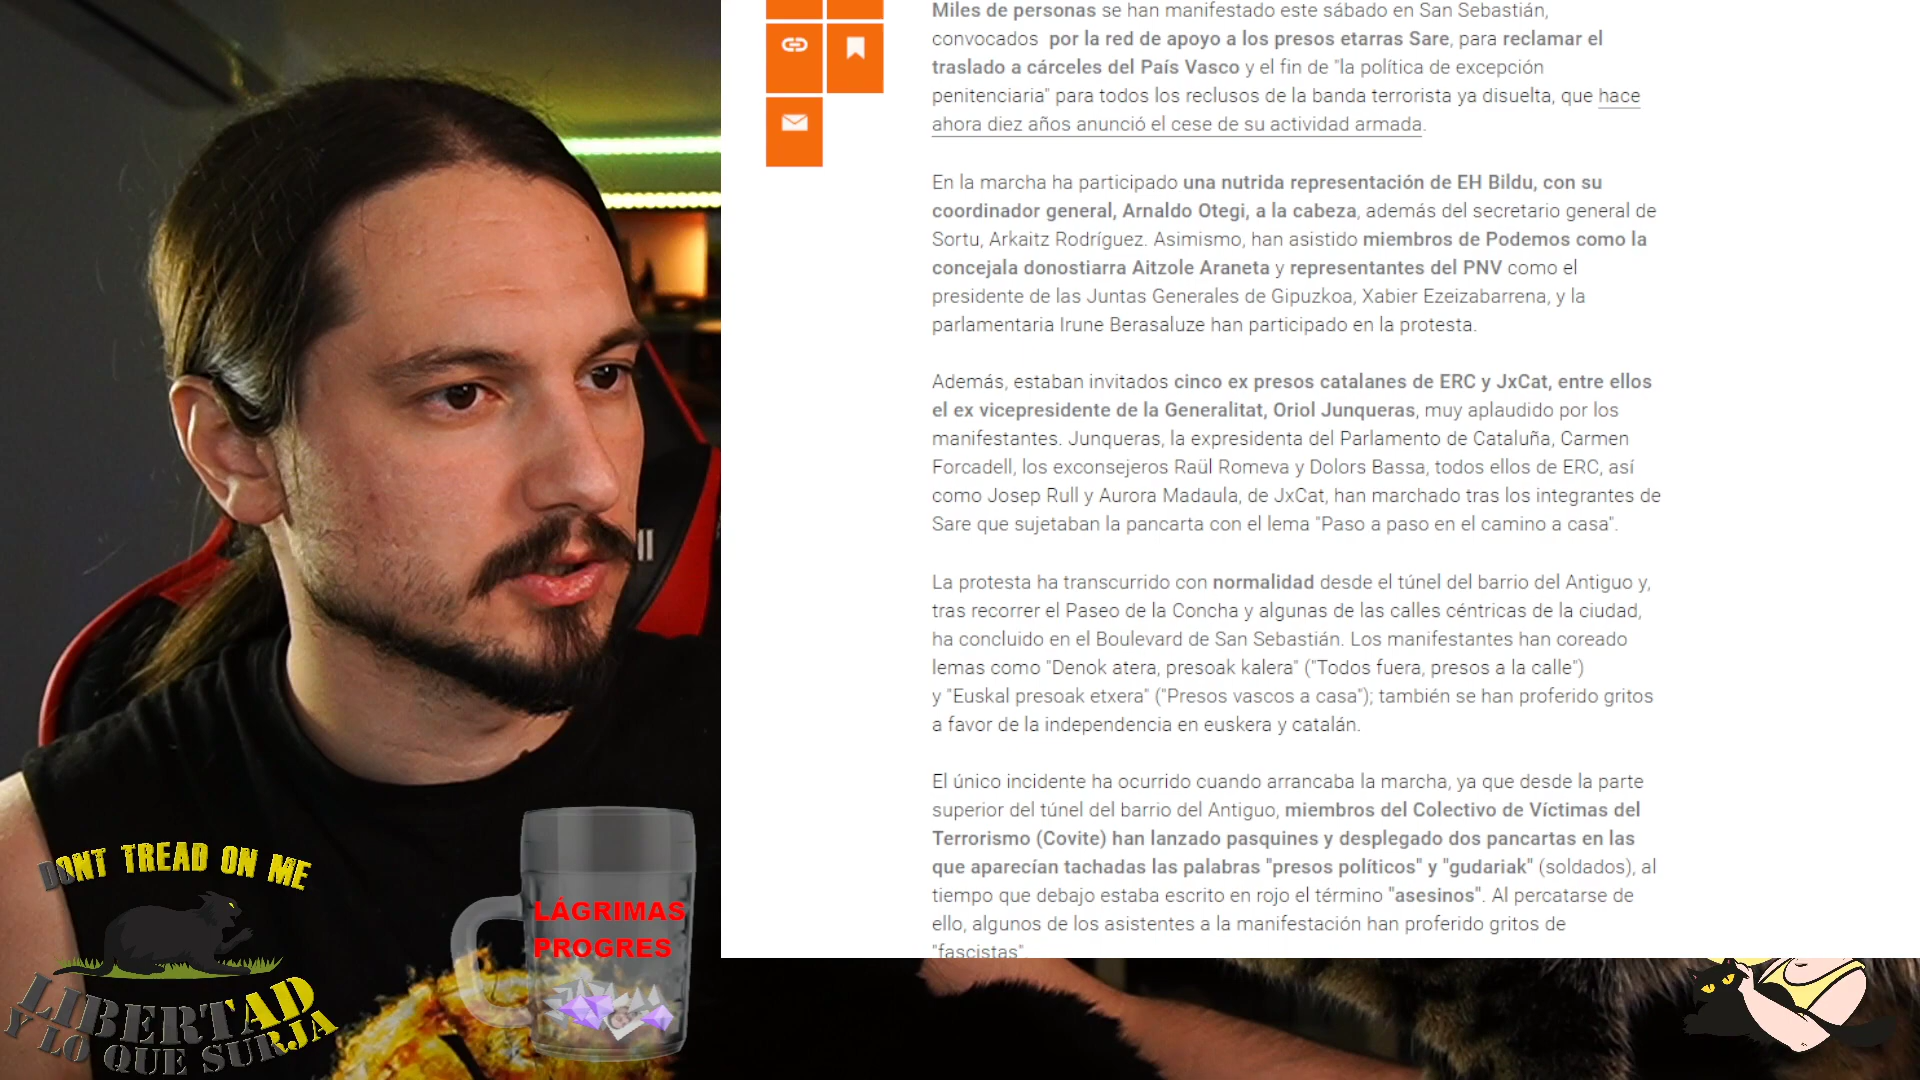 Miles de personas se han manifestado este sábado en San Sebastián,
convocados por la red de apoyo a los presos etarras Sare, para reclamar el
traslado a cárceles del País Vasco y el fin de "la política de excepción
penitenciaria" para todos los reclusos de la banda terrorista ya disuelta, que hace
ahora diez años anunció el cese de su actividad armada.
En la marcha ha participado una nutrida representación de EH Bildu, con su
coordinador general, Arnaldo Otegi, a la cabeza, además del secretario general de
Sortu, Arkaitz Rodríguez. Asimismo, han asistido miembros de Podemos como la
concejala donostiarra Aitzole Araneta y representantes del PNV como el
presidente de las Juntas Generales de Gipuzkoa, Xabier Ezeizabarrena, y la
parlamentaria Irune Berasaluze han participado en la protesta.
Además, estaban invitados cinco ex presos catalanes de ERC y JxCat, entre ellos
el ex vicepresidente de la Generalitat, Oriol Junqueras, muy aplaudido por los
manifestantes. Junqueras, la expresidenta del Parlamento de Cataluña, Carmen
Forcadell, los exconsejeros Raül Romeva y Dolors Bassa, todos ellos de ERC, así
como Josep Rull y Aurora Madaula, de JxCat, han marchado tras los integrantes de
Sare que sujetaban la pancarta con el lema "Paso a paso en el camino a casa".
La protesta ha transcurrido con normalidad desde el túnel del barrio del Antiguo y,
tras recorrer el Paseo de la Concha y algunas de las calles céntricas de la ciudad,
ha concluido en el Boulevard de San Sebastián. Los manifestantes han coreado
lemas como "Denok atera, presoak kalera" ("Todos fuera, presos a la calle")
y "Euskal presoak etxera" ("Presos vascos a casa"); también se han proferido gritos
a favor de la independencia en euskera y catalán.
El único incidente ha ocurrido cuando arrancaba la marcha, ya que desde la parte
superior del túnel del barrio del Antiguo, miembros del Colectivo de Víctimas del
Terrorismo (Covite) han lanzado pasquines y desplegado dos pancartas en las
que aparecían tachadas las palabras "presos políticos" y "gudariak" (soldados), al
tiempo que debajo estaba escrito en rojo el término "asesinos". Al percatarse de
ello, algunos de los asistentes a la manifestación han proferido gritos de
"fascistas".
DONT TREAD ON ME
LIBERTAD
Y LO QUE SURJA
LÁGRIMAS
PROGRES